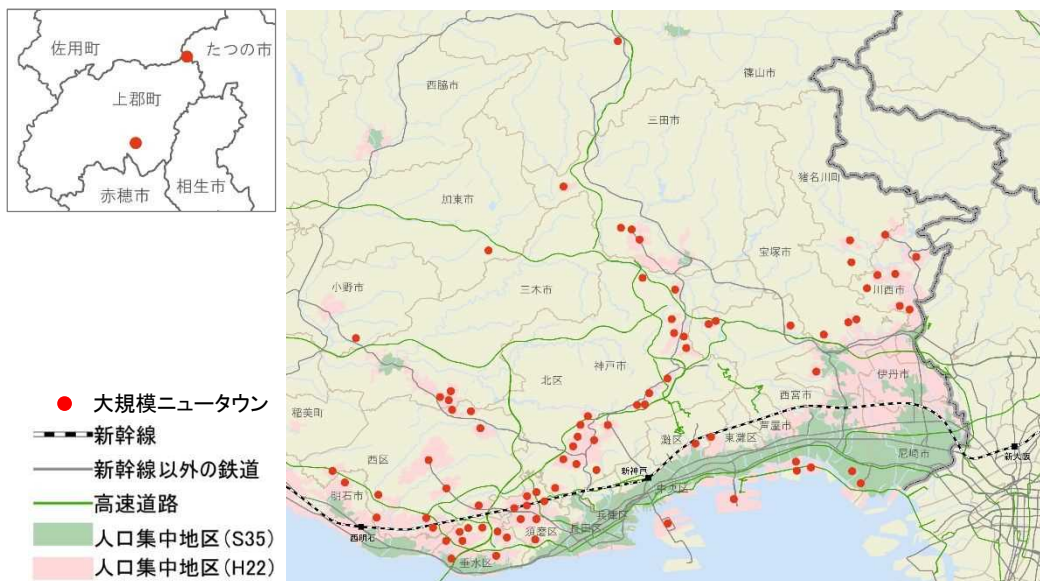 佐用町
たつの市
上郡町
赤穂市
相生市
篠山市
西脇市
三田市
猪名川町
加東市
宝塚市
小野市
三木市
川西市
神戸市
北区
伊丹市
西宮市
稲美町
芦屋市
東灘区
灘区
西区
尼崎市
新大阪
新神戸
中央区
明石市
兵庫区
長田区
須磨区
西明石
垂水区
大規模ニュータウン
新幹線
新幹線以外の鉄道
高速道路
人口集中地区(S35)
人口集中地区(H22)